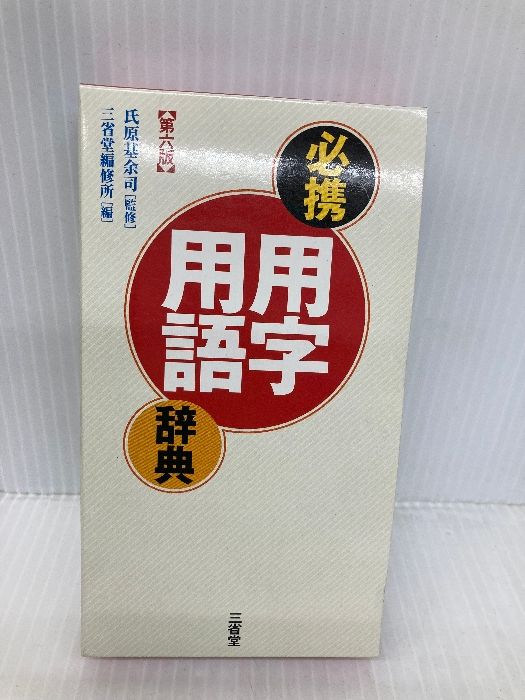 必携
用字
用語
辞典
【第六版】
氏原基余司[監修]
三省堂編修所[編]
三省堂